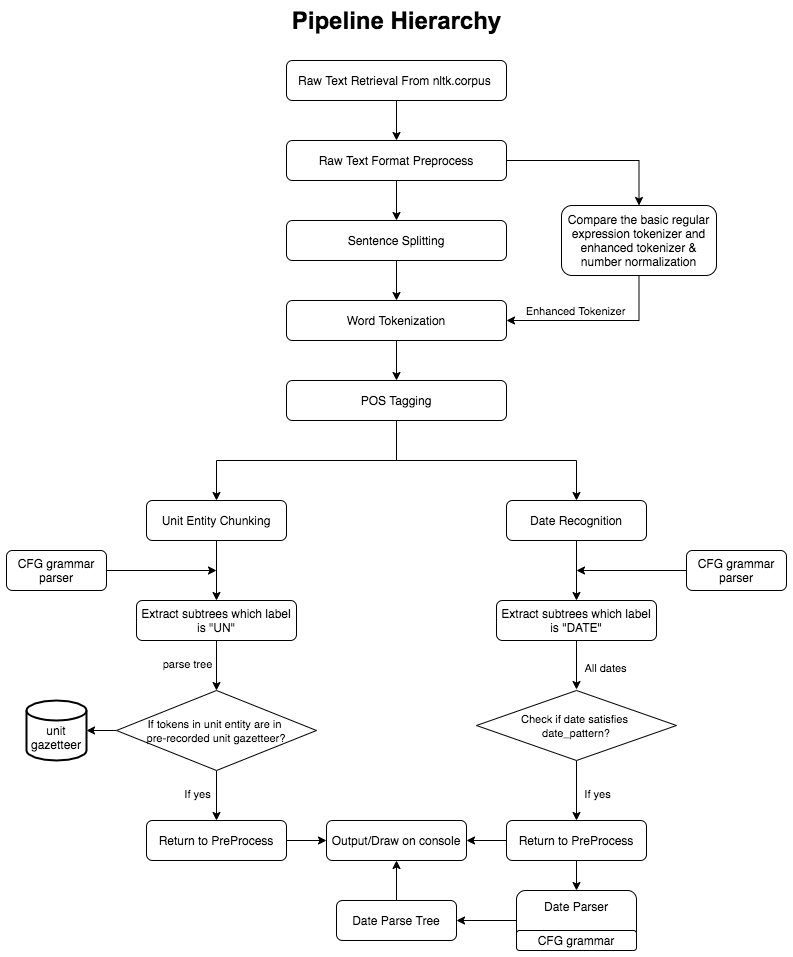 Pipeline Hierarchy
Raw Text Retrieval From nltk.corpus
Raw Text Format Preprocess
Compare the basic regular
expression tokenizer and
enhanced tokenizer &
number normalization
Sentence Splitting
Enhanced Tokenizer
Word Tokenization
POS Tagging
Unit Entity Chunking
Date Recognition
CFG grammar
parser
CFG grammar
parser
Extract subtrees which label
is "UN"
Extract subtrees which label
is "DATE"
parse tree
All dates
unit
gazetteer
If tokens in unit entity are in
pre-recorded unit gazetteer?
Check if date satisfies
date_pattern?
If yes
If yes
Return to PreProcess
Output/Draw on console
Return to PreProcess
Date Parse Tree
Date Parser
CFG grammar